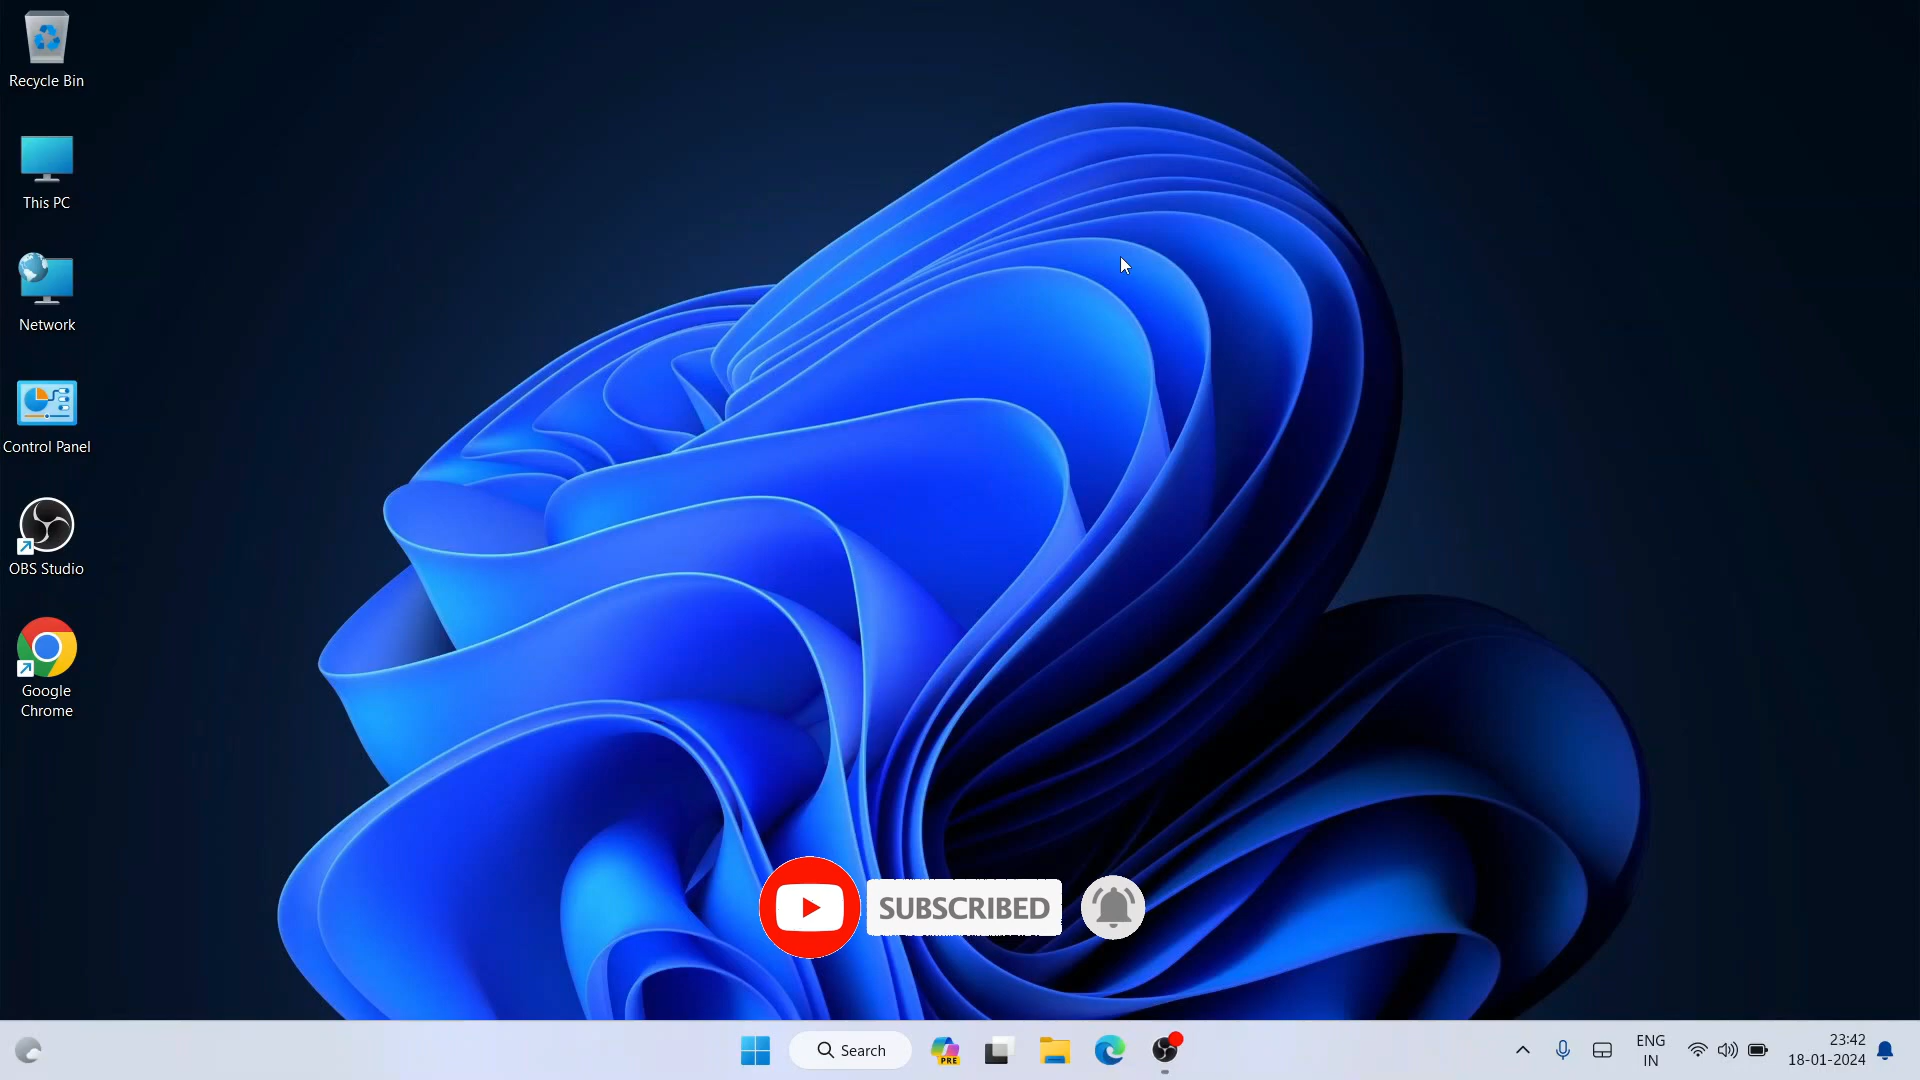 Recycle Bin
This PC
Network
Control Panel
OBS Studio
Google
Chrome
SUBSCRIBED
Search
PRE
ENG
IN
23:42
18-01-2024